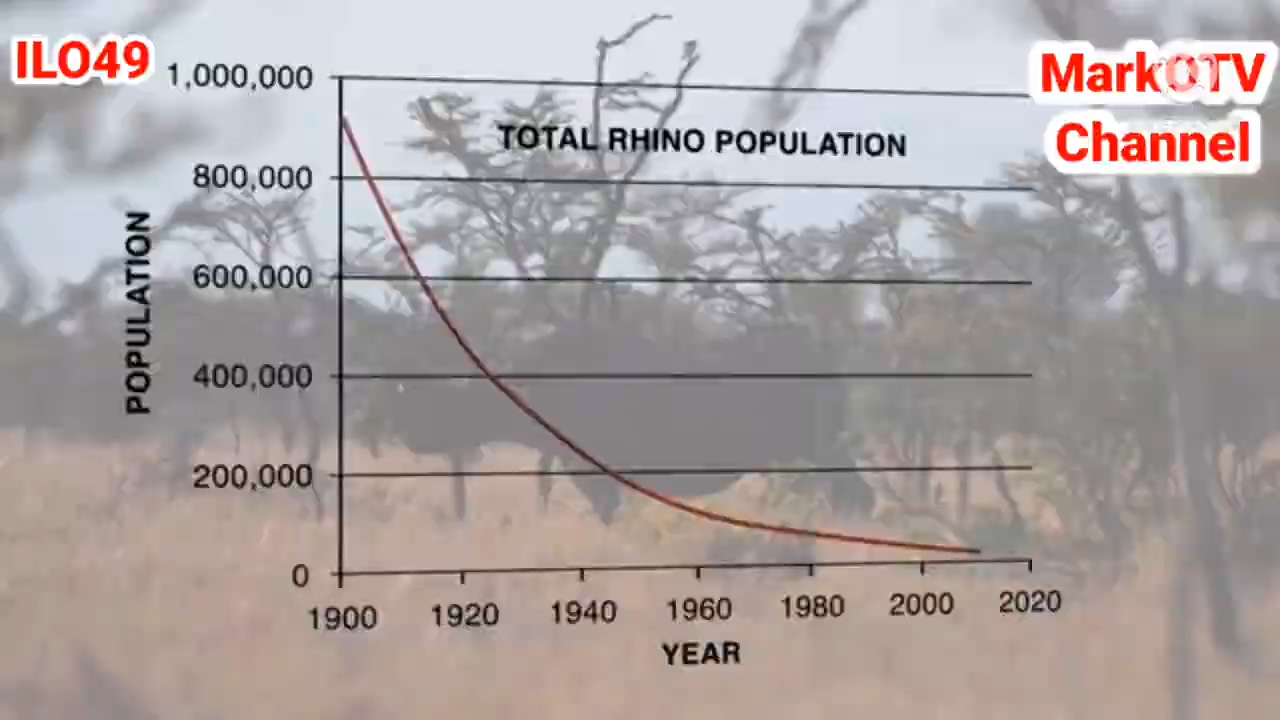 ILO49
MarkOTV
Channel
TOTAL RHINO POPULATION
POPULATION
1,000,000
800,000
600,000
400,000
200,000
0
1900 1920 1940 1960 1980 2000 2020
YEAR